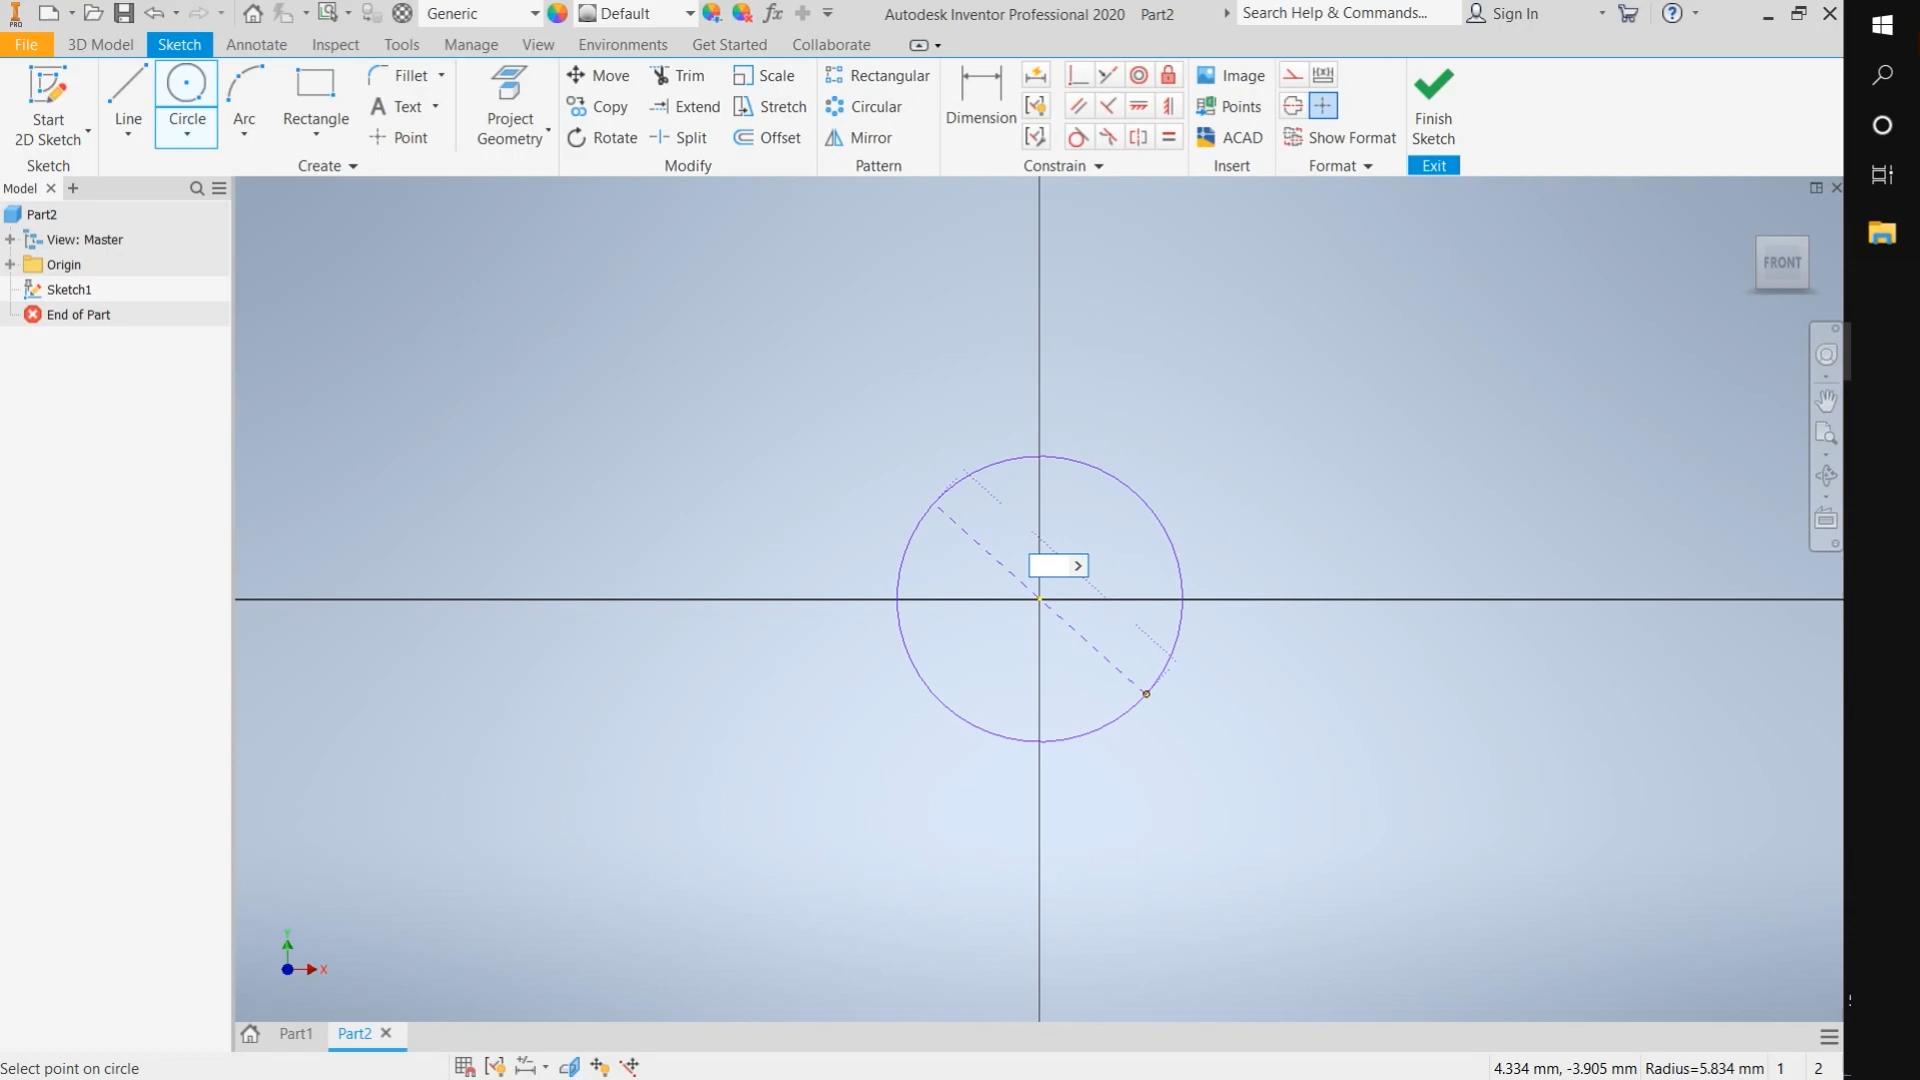 PRO
Generic
Default
Autodesk Inventor Professional 2020 Part2
Search Help & Commands...
Sign In
File
3D Model
Sketch
Annotate
Inspect
Tools
Manage
View
Environments
Get Started
Collaborate
Start
2D Sketch
Line
Circle
Arc
Rectangle
Fillet
Text
Point
Project
Geometry
Move
Copy
Rotate
Trim
Extend
Split
Scale
Stretch
Offset
Rectangular
Circular
Mirror
Dimension
Image
Points
ACAD
Show Format
Finish
Sketch
Sketch
Create
Modify
Pattern
Constrain
Insert
Format
Exit
Model
Part2
View: Master
Origin
Sketch1
End of Part
FRONT
Y
X
Part1
Part2
Select point on circle
4.334 mm, -3.905 mm
Radius=5.834 mm
1
2